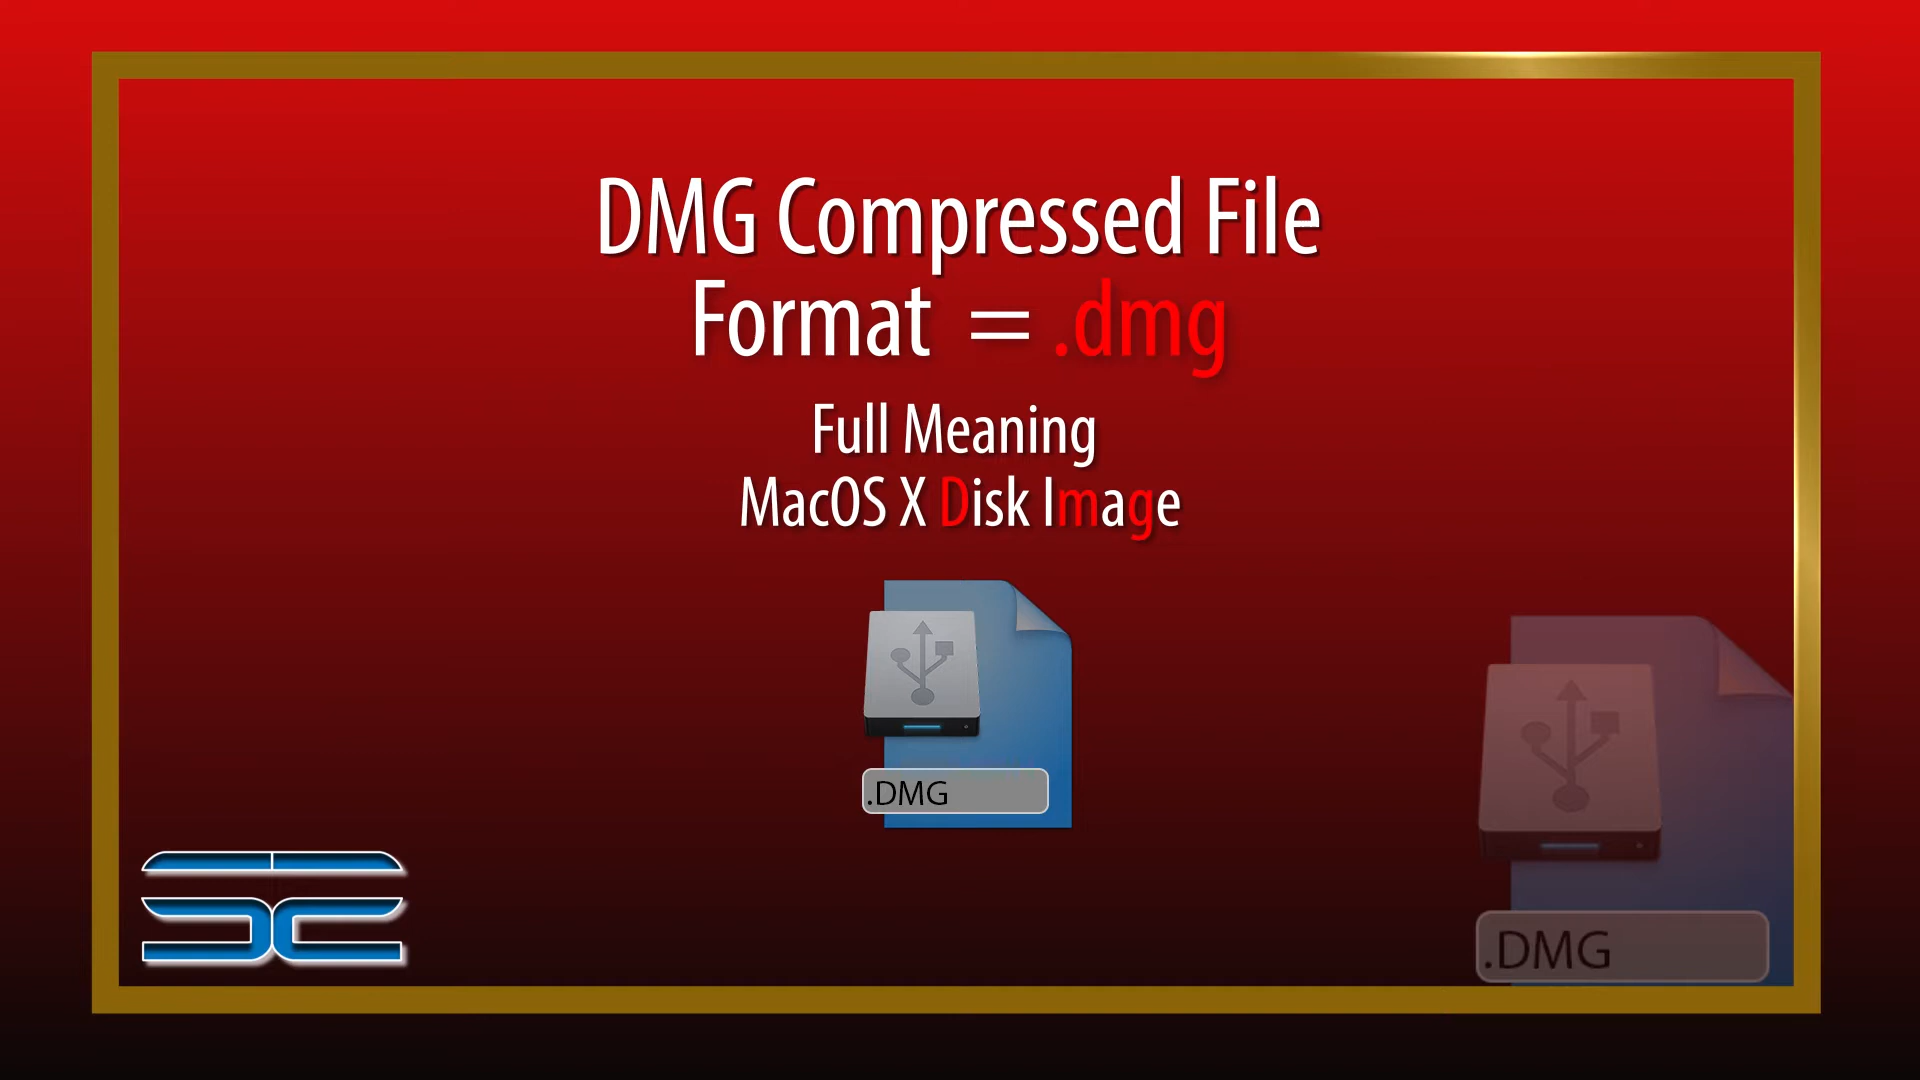 DMG Compressed File
Format = .dmg
Full Meaning
MacOS X Disk Image
.DMG
.DMG